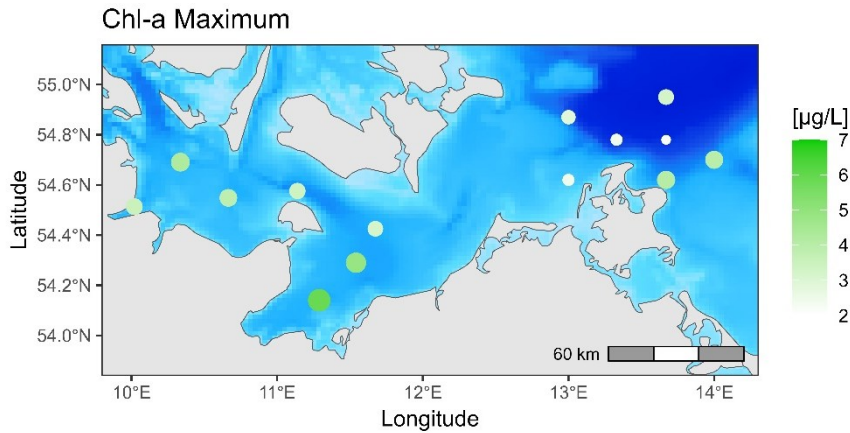 Chl-a Maximum
55.0°N
54.8°N
54.6°N
54.4°N
54.2°N
54.0°N
Latitude
10°E 11°E 12°E 13°E 14°E
Longitude
60 km
[µg/L]
7
6
5
4
3
2